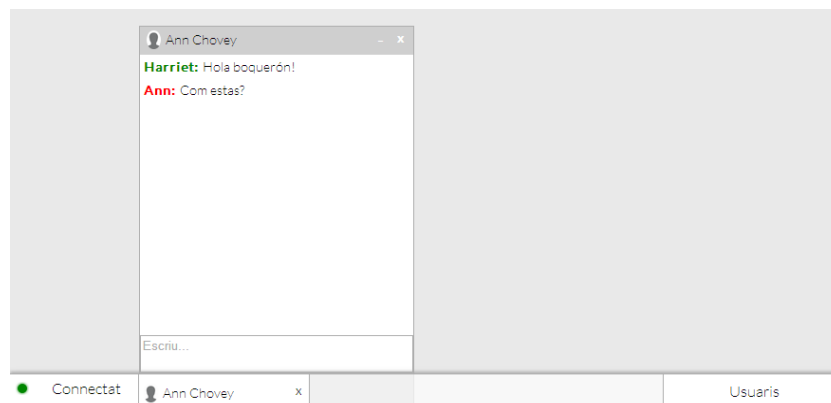 Ann Chovey – x
Harriet: Hola boquerón!
Ann: Com estas?
Escriu...
Connectat
Ann Chovey x
Usuaris